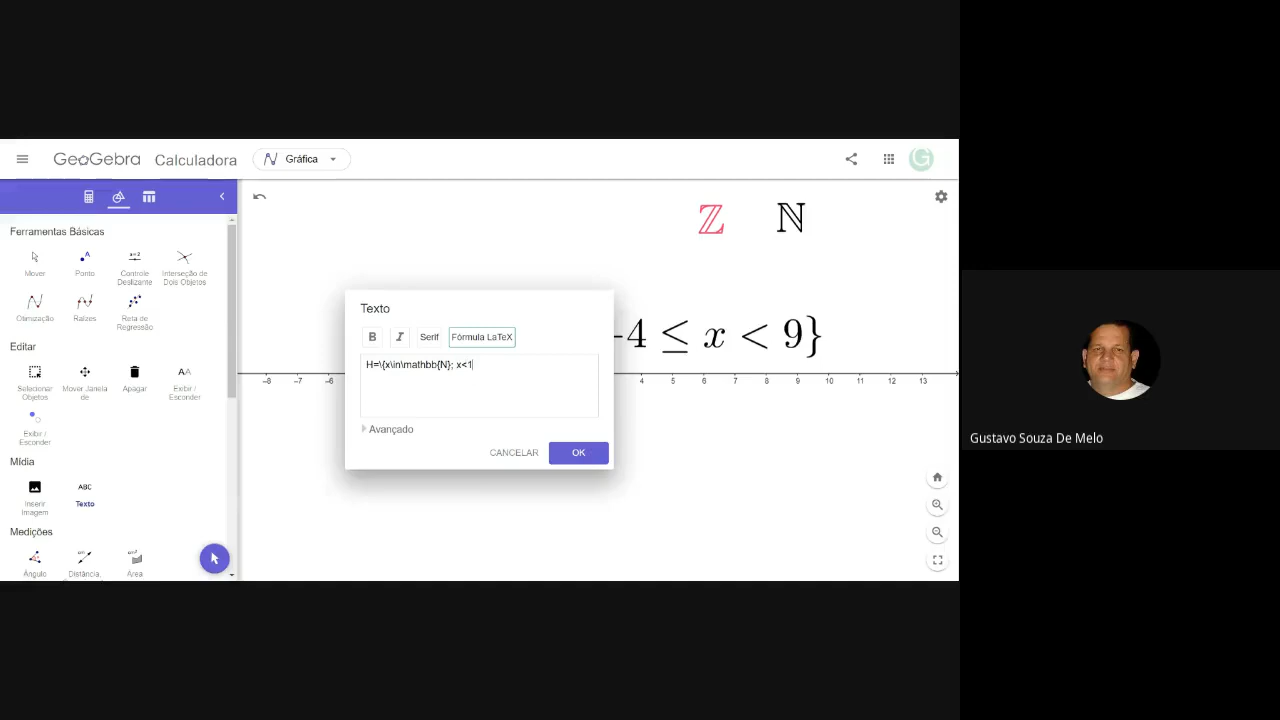 GeoGebra Calculadora Gráfica
Ferramentas Básicas
Mover
Ponto
a=2
Controle Deslizante
Interseção de Dois Objetos
Otimização
Raízes
Reta de Regressão
Editar
Selecionar Objetos
Mover Janela de
Apagar
AA
Exibir / Esconder
Exibir / Esconder
Mídia
Inserir Imagem
ABC
Texto
Medições
Ângulo
Distância,
Área
ℤ ℕ
-4 ≤ x < 9}
-8 -7 -6 4 5 6 7 8 9 10 11 12 13
Texto
B I Serif Fórmula LaTeX
H=\{x\in\mathbb{N}; x<1
Avançado
CANCELAR OK
Gustavo Souza De Melo